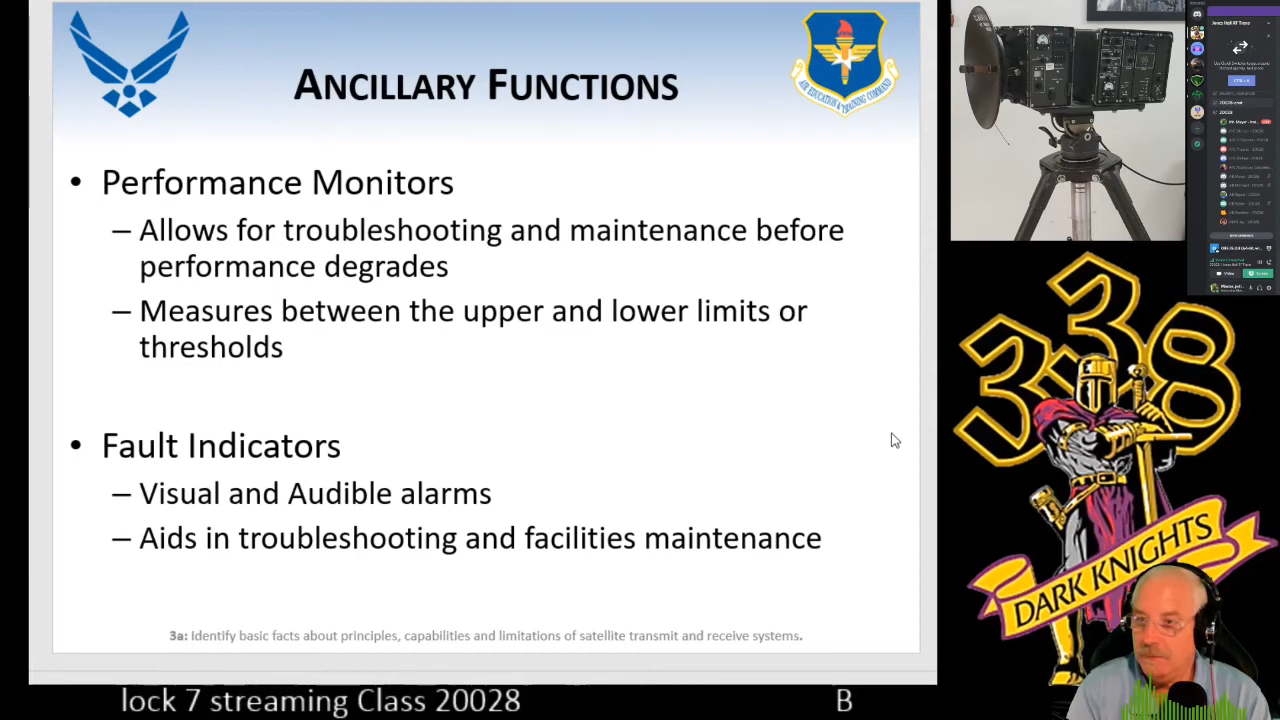 ANCILLARY FUNCTIONS
AIR EDUCATION & TRAINING COMMAND
• Performance Monitors
– Allows for troubleshooting and maintenance before
performance degrades
– Measures between the upper and lower limits or
thresholds
• Fault Indicators
– Visual and Audible alarms
– Aids in troubleshooting and facilities maintenance
3a: Identify basic facts about principles, capabilities and limitations of satellite transmit and receive systems.
lock 7 streaming Class 20028
B
338
DARK KNIGHTS